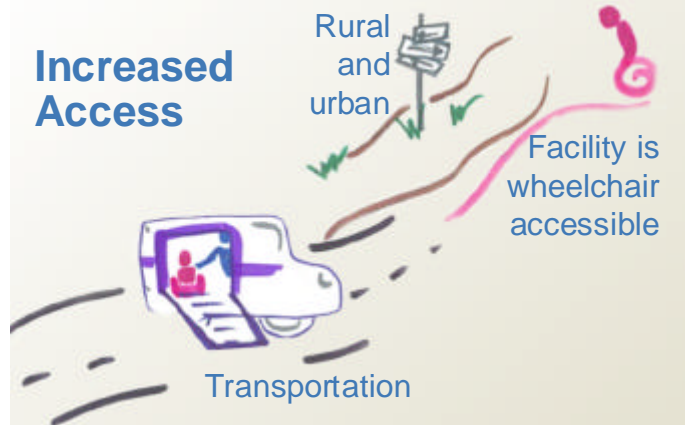 Increased
Access
Rural
and
urban
Facility is
wheelchair
accessible
Transportation